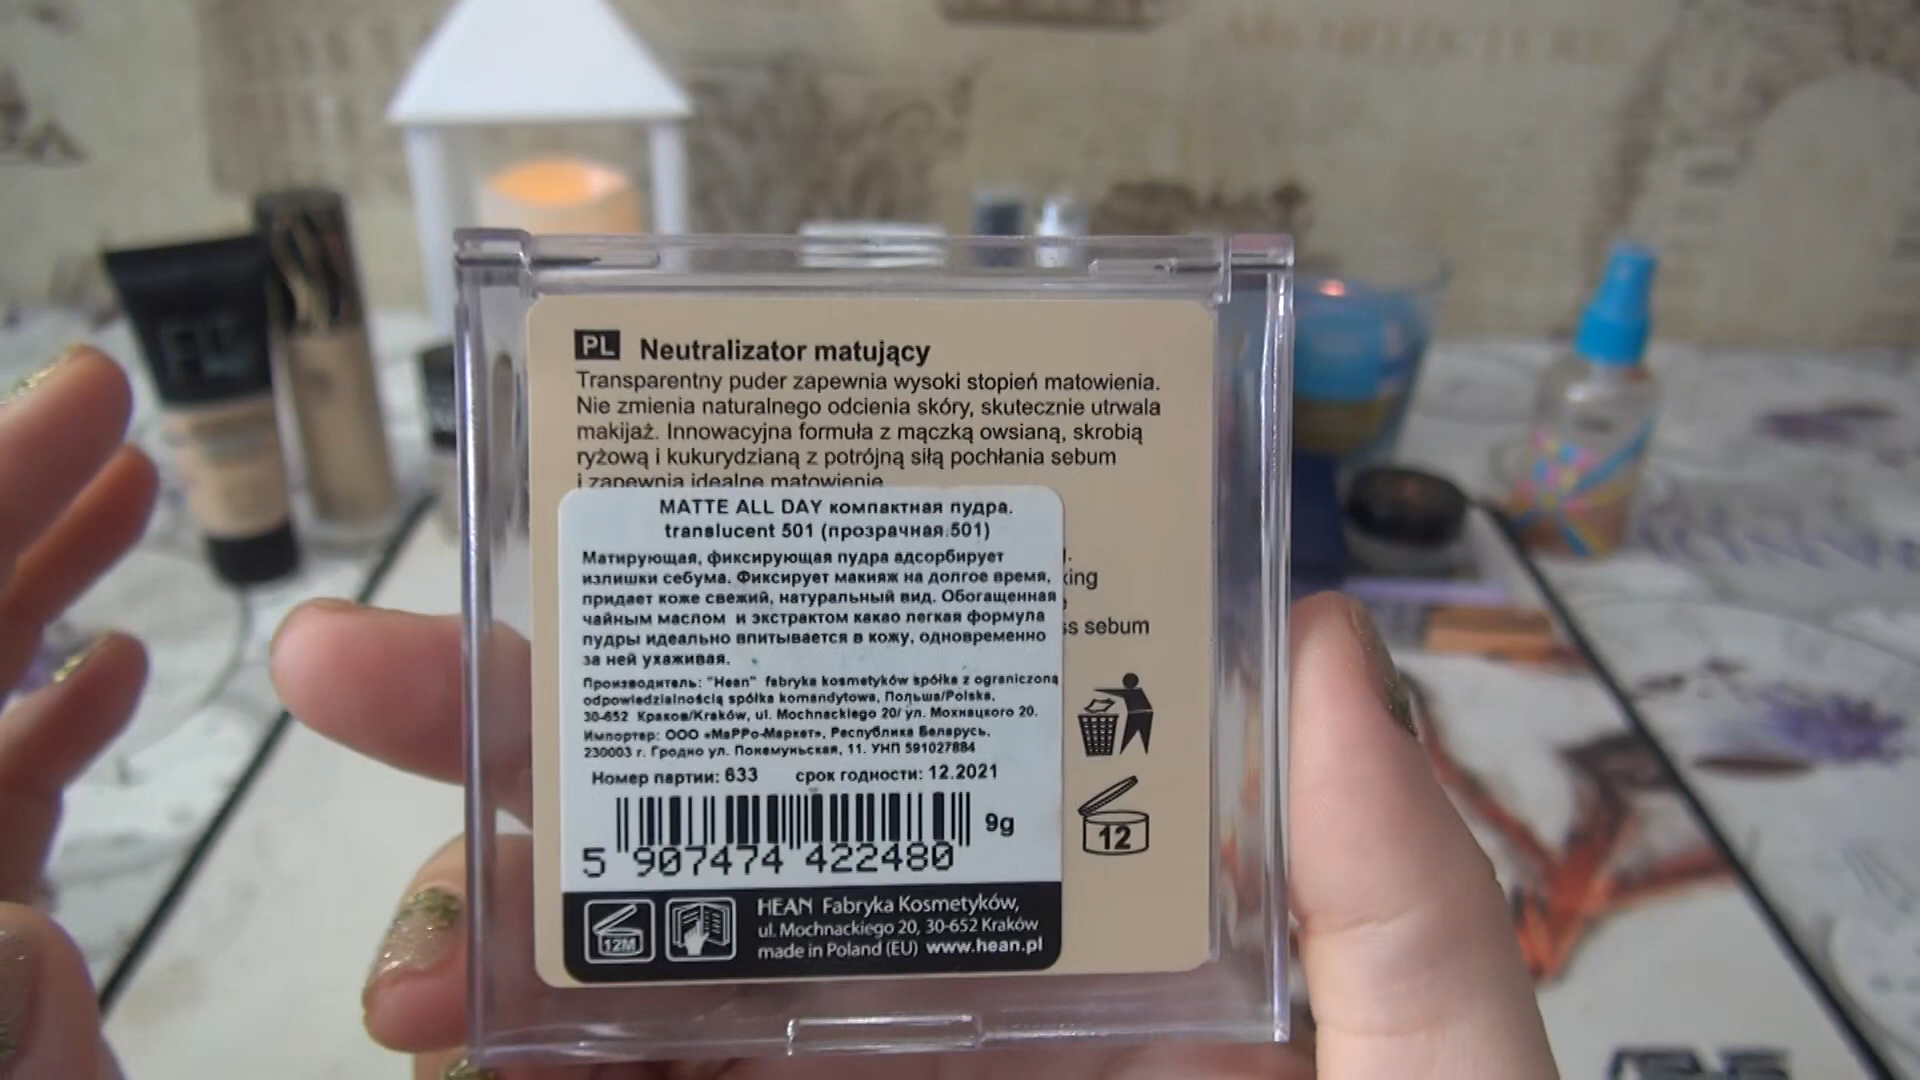 PL Neutralizator matujący
Transparentny puder zapewnia wysoki stopień matowienia.
Nie zmienia naturalnego odcienia skóry, skutecznie utrwala
makijaż. Innowacyjna formuła z mączką owsianą, skrobią
ryżową i kukurydzianą z potrójną siłą pochłania sebum
i zapewnia idealne matowienie
MATTE ALL DAY компактная пудра.
translucent 501 (прозрачная 501)
Матирующая, фиксирующая пудра адсорбирует
излишки себума. Фиксирует макияж на долгое время,
придает коже свежий, натуральный вид. Обогащенная
чайным маслом и экстрактом какао легкая формула
пудры идеально впитывается в кожу, одновременно
за ней ухаживая.
ss sebum
Производитель: "Hean" fabryka kosmetyków spółka z ograniczoną
odpowiedzialnością spółka komandytowa, Польша/Polska,
30-652 Краков/Kraków, ul. Mochnackiego 20/ ул. Мохнацкого 20.
Импортер: ООО «МаРРо-Маркет», Республика Беларусь,
230003 г. Гродно ул. Понемуньская, 11. УНП 591027884
Номер партии: 633 срок годности: 12.2021
9g
5 907474 422480
12
12M
HEAN Fabryka Kosmetyków,
ul. Mochnackiego 20, 30-652 Kraków
made in Poland (EU) www.hean.pl